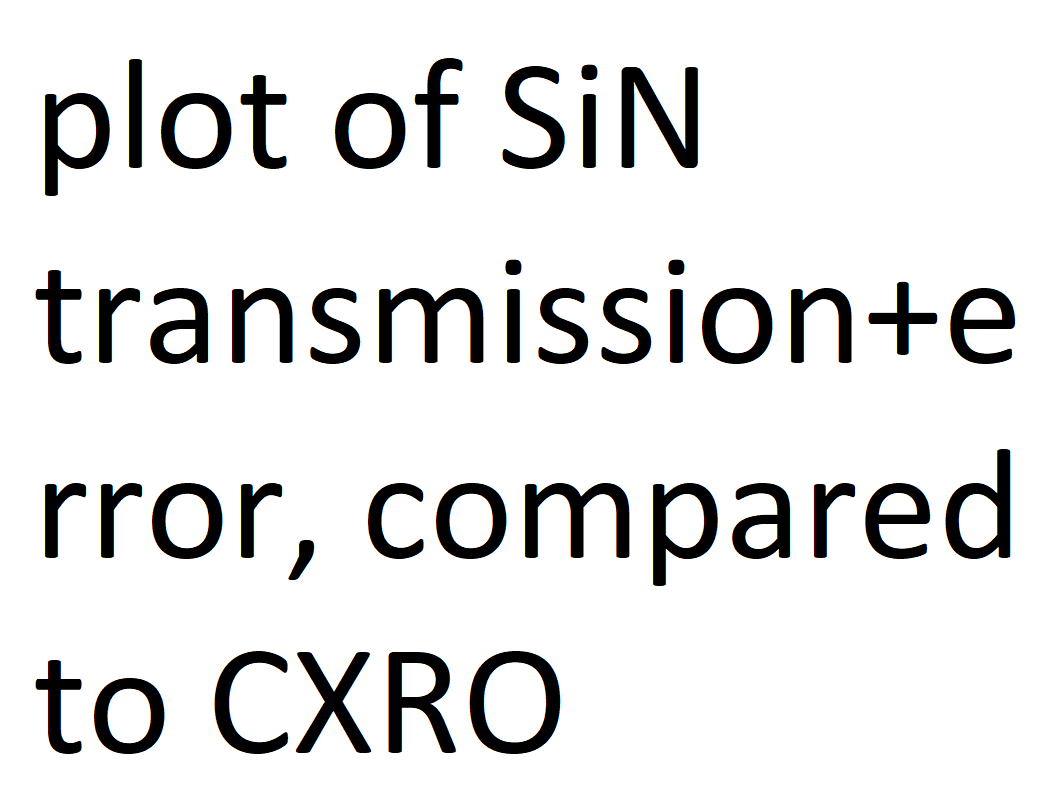 plot of SiN
transmission+e
rror, compared
to CXRO